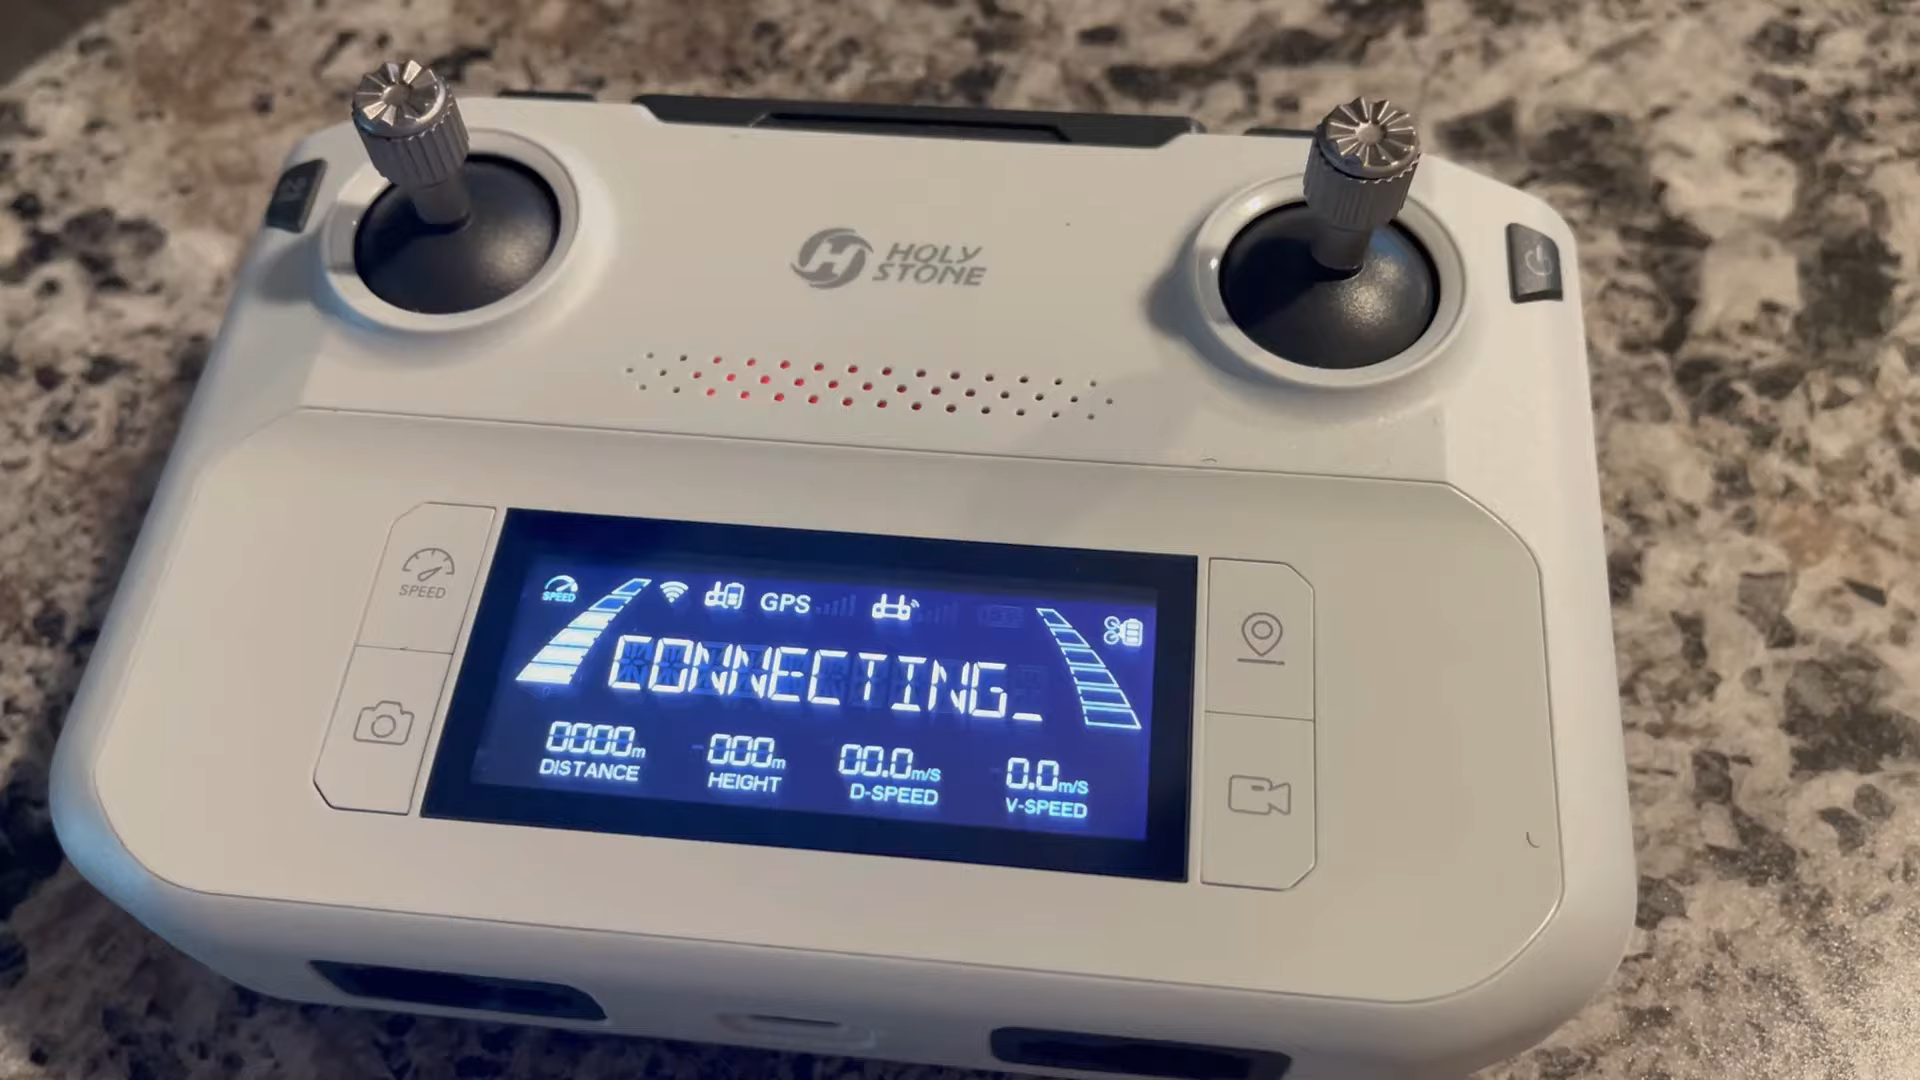 HOLY
STONE
SPEED
SPEED
GPS
CONNECTING_
0000m
000m
00.0m/S
0.0m/S
DISTANCE
HEIGHT
D-SPEED
V-SPEED